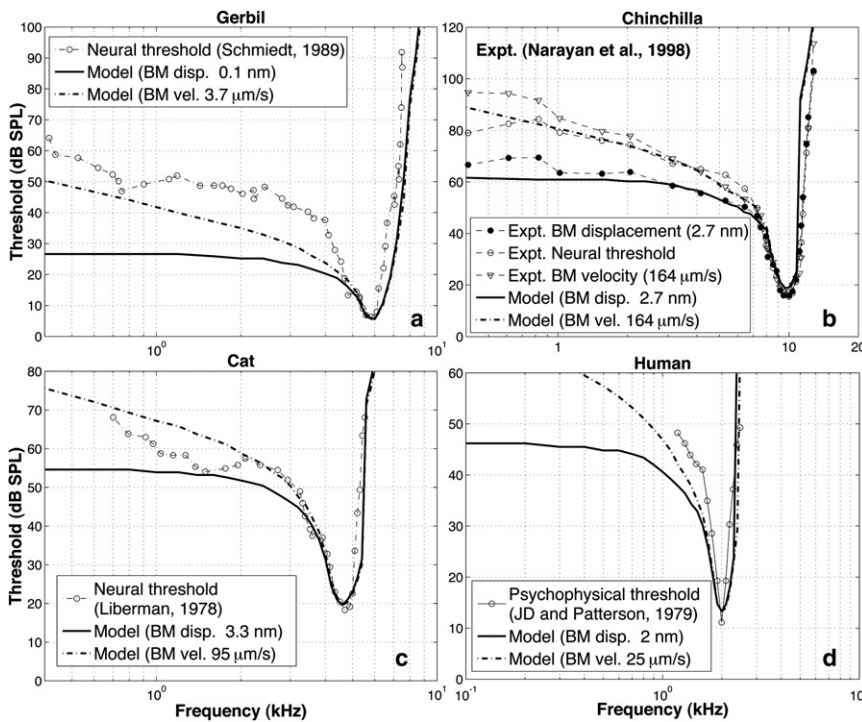 Gerbil
Threshold (dB SPL)
100
90
80
70
60
50
40
30
20
10
0
Neural threshold (Schmiedt, 1989)
Model (BM disp. 0.1 nm)
Model (BM vel. 3.7 μm/s)
a
10⁰
10¹
Chinchilla
120
100
80
60
40
20
0
Expt. (Narayan et al., 1998)
Expt. BM displacement (2.7 nm)
Expt. Neural threshold
Expt. BM velocity (164 μm/s)
Model (BM disp. 2.7 nm)
Model (BM vel. 164 μm/s)
b
1
10
20
Cat
Threshold (dB SPL)
80
70
60
50
40
30
20
10
0
Neural threshold
(Liberman, 1978)
Model (BM disp. 3.3 nm)
Model (BM vel. 95 μm/s)
c
10⁰
10¹
Frequency (kHz)
Human
60
50
40
30
20
10
0
Psychophysical threshold
(JD and Patterson, 1979)
Model (BM disp. 2 nm)
Model (BM vel. 25 μm/s)
d
10⁻¹
10⁰
10¹
Frequency (kHz)